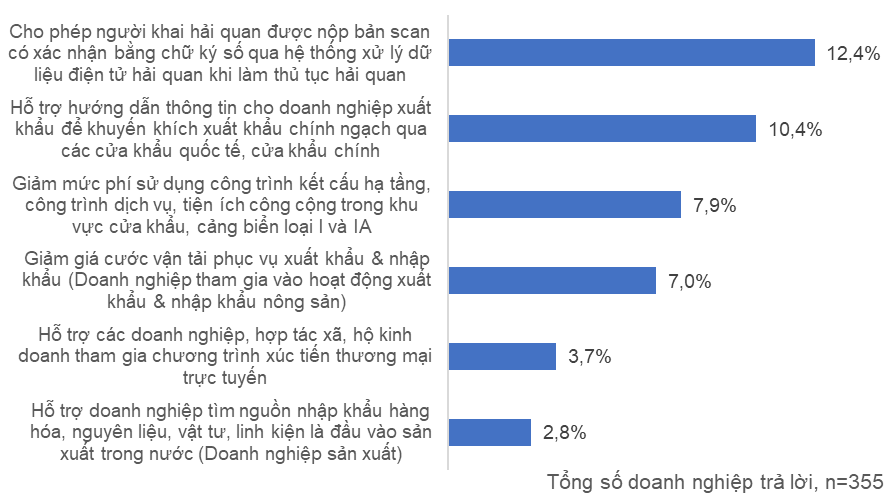 Cho phép người khai hải quan được nộp bản scan
có xác nhận bằng chữ ký số qua hệ thống xử lý dữ
liệu điện tử hải quan khi làm thủ tục hải quan
12,4%
Hỗ trợ hướng dẫn thông tin cho doanh nghiệp xuất
khẩu để khuyến khích xuất khẩu chính ngạch qua
các cửa khẩu quốc tế, cửa khẩu chính
10,4%
Giảm mức phí sử dụng công trình kết cấu hạ tầng,
công trình dịch vụ, tiện ích công cộng trong khu
vực cửa khẩu, cảng biển loại I và IA
7,9%
Giảm giá cước vận tải phục vụ xuất khẩu & nhập
khẩu (Doanh nghiệp tham gia vào hoạt động xuất
khẩu & nhập khẩu nông sản)
7,0%
Hỗ trợ các doanh nghiệp, hợp tác xã, hộ kinh
doanh tham gia chương trình xúc tiến thương mại
trực tuyến
3,7%
Hỗ trợ doanh nghiệp tìm nguồn nhập khẩu hàng
hóa, nguyên liệu, vật tư, linh kiện là đầu vào sản
xuất trong nước (Doanh nghiệp sản xuất)
2,8%
Tổng số doanh nghiệp trả lời, n=355